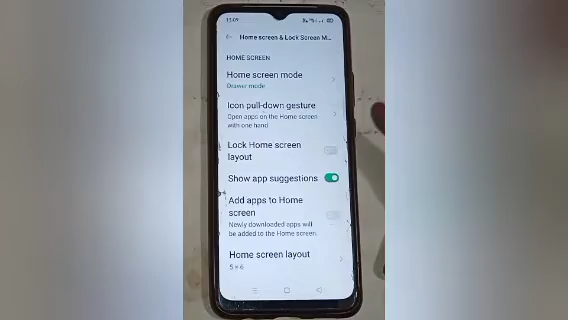 11:09
Home screen & Lock Screen M...
HOME SCREEN
Home screen mode
Drawer mode
Icon pull-down gesture
Open apps on the Home screen
with one hand
Lock Home screen
layout
Show app suggestions
Add apps to Home
screen
Newly downloaded apps will
be added to the Home screen.
Home screen layout
5 × 6